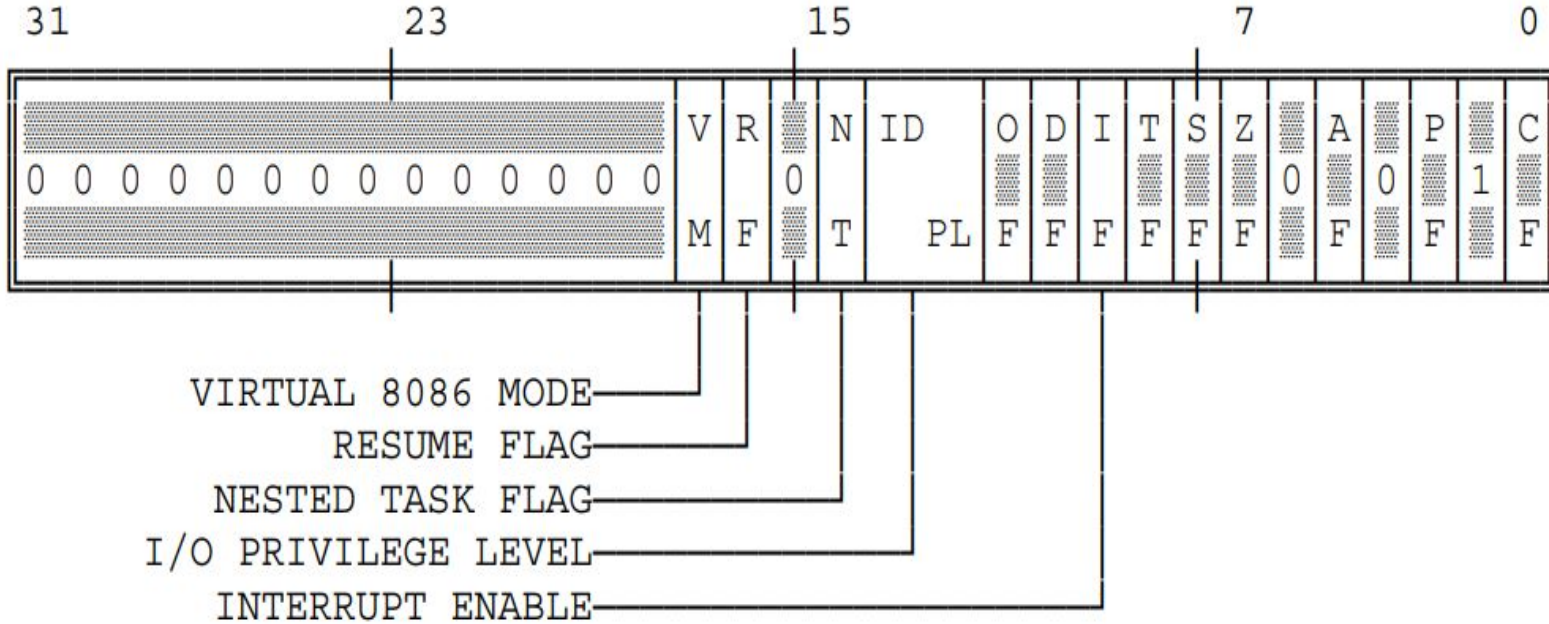 31 23 15 7 0
V R N ID O D I T S Z A P C
0 0 0 0 0 0 0 0 0 0 0 0 0 0 0 0 0 1
M F T PL F F F F F F F F F
VIRTUAL 8086 MODE
RESUME FLAG
NESTED TASK FLAG
I/O PRIVILEGE LEVEL
INTERRUPT ENABLE